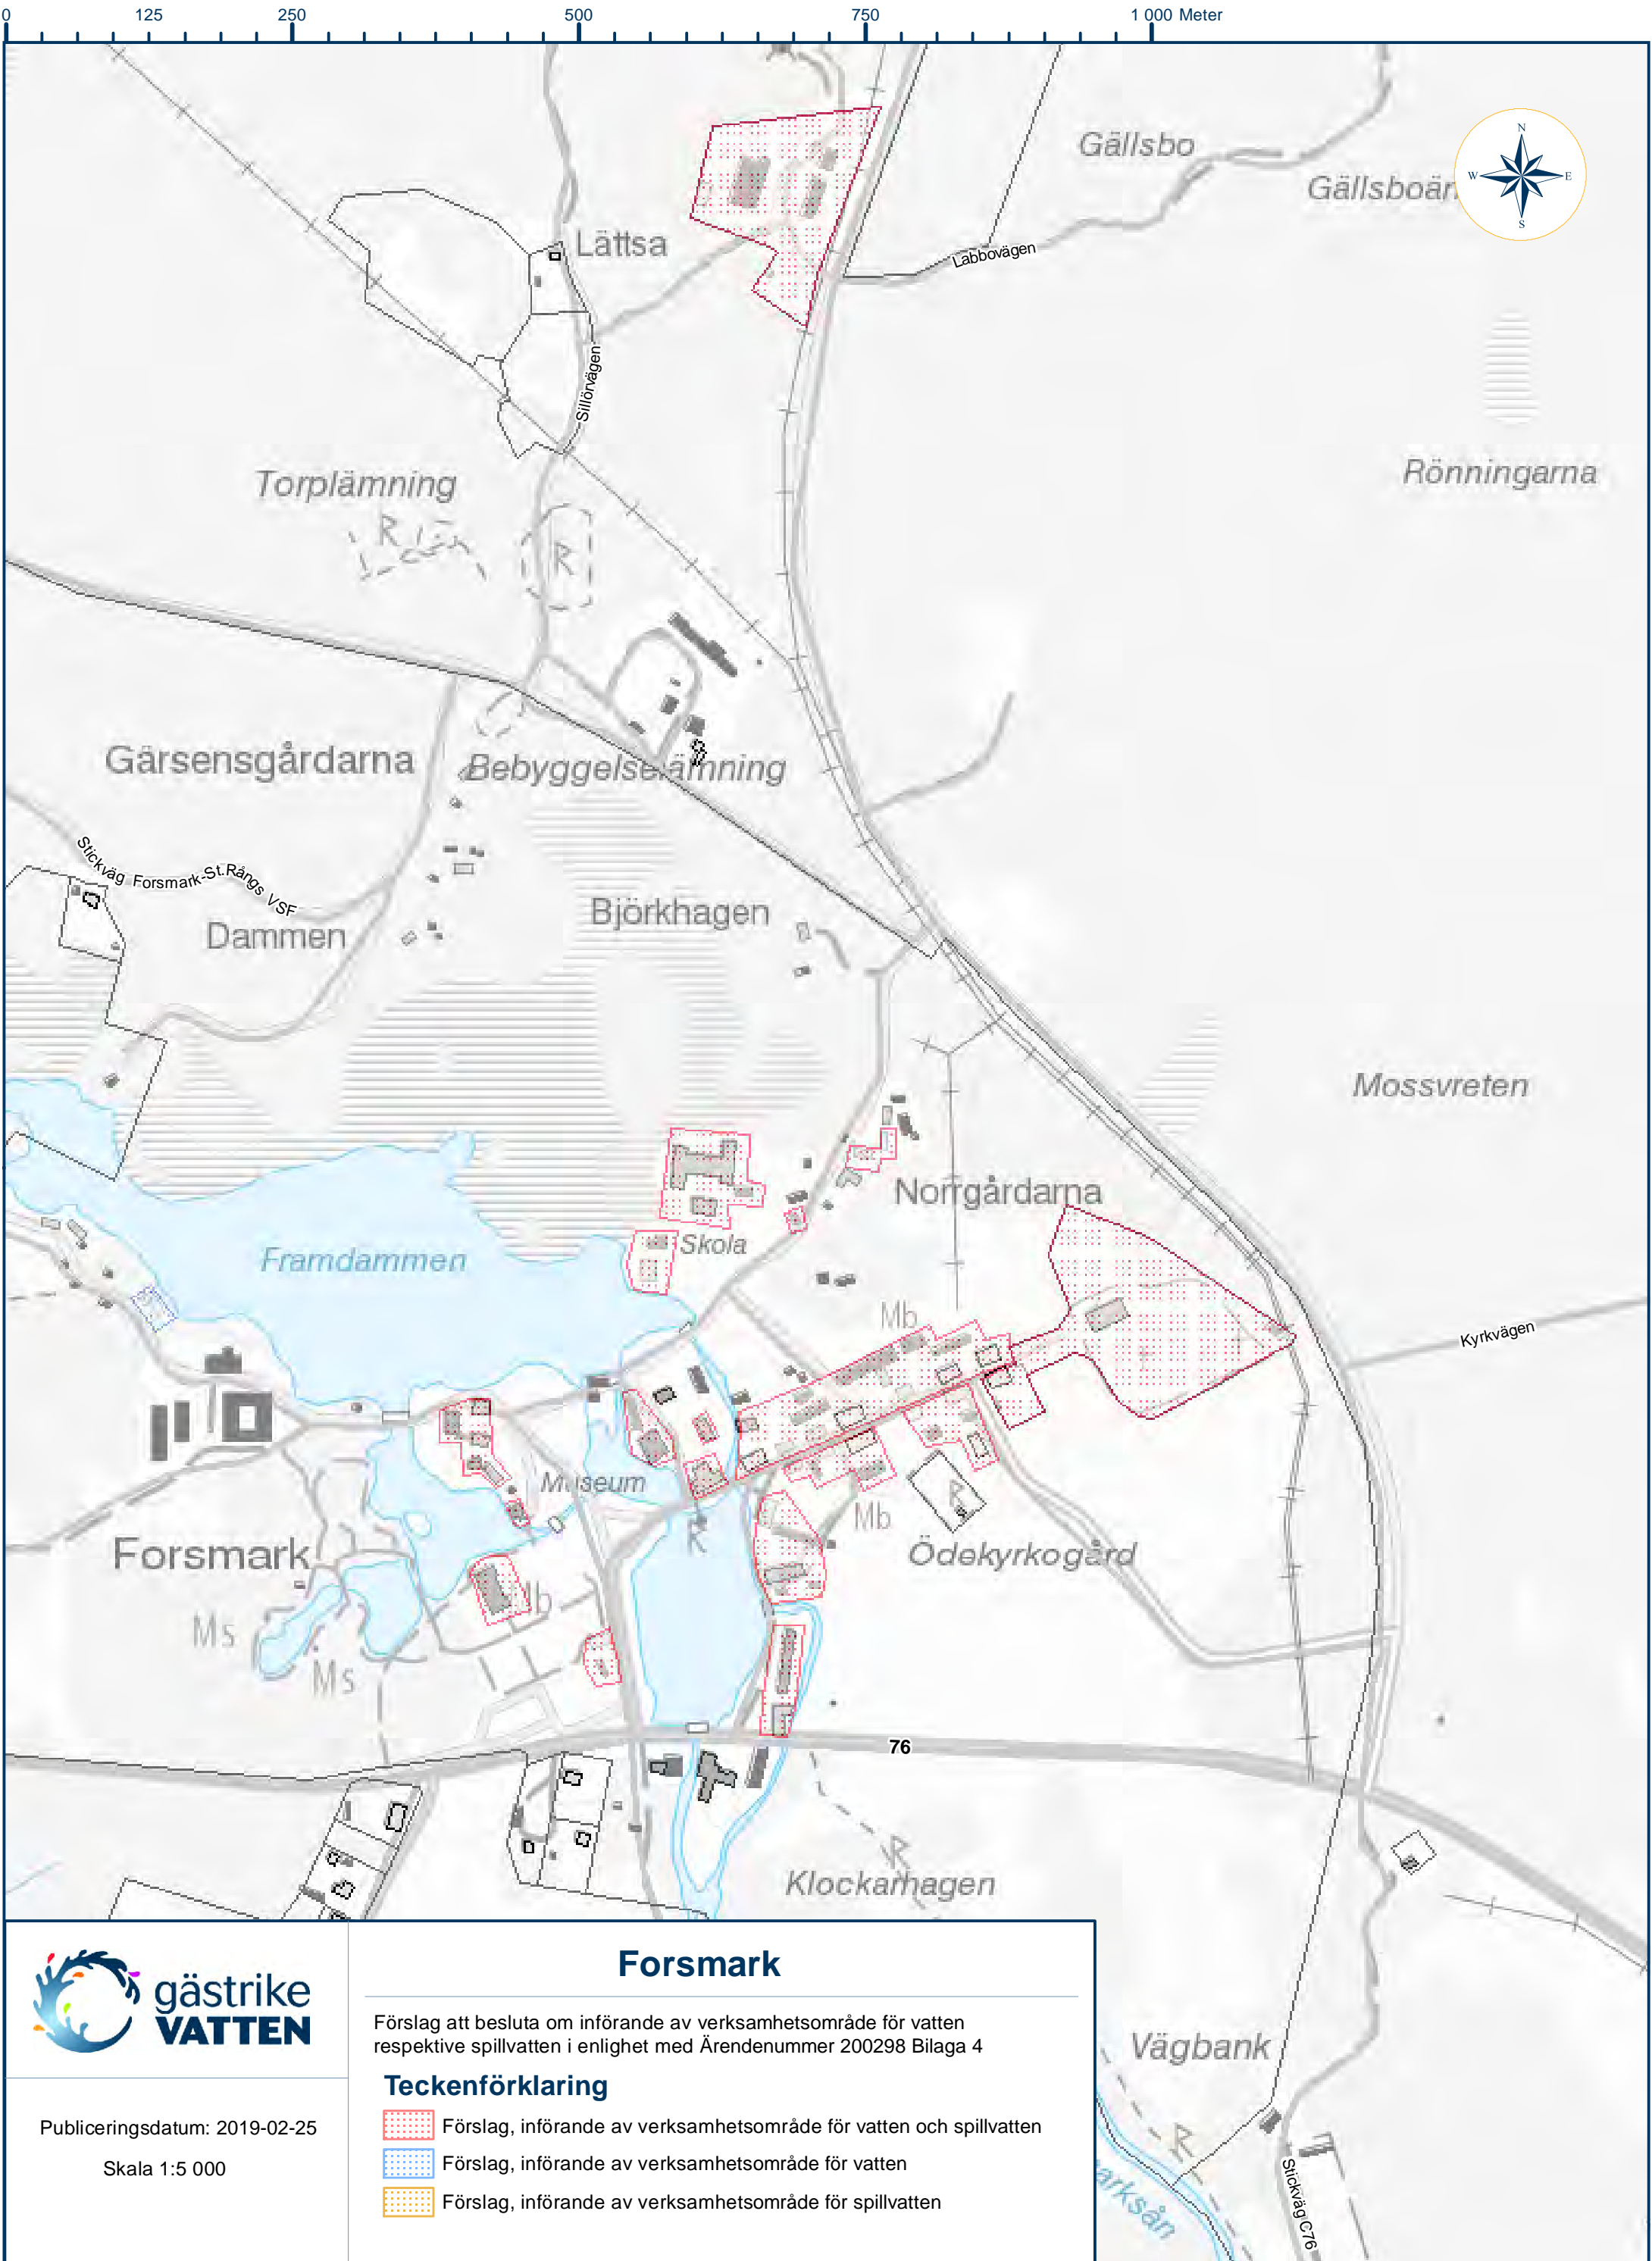 0 125 250 500 750 1 000 Meter
Gällsbo
N
W E
S
Lättsa
Labbovägen
Sillörvägen
Torplämning
R
R
Rönningarna
Gärsensgårdarna
Stickväg Forsmark-St.Rångs VSF
Dammen
Björkhagen
Mossvreten
Norrgårdarna
Framdammen
Skola
Mb
Kyrkvägen
Museum
R
R
Mb
Forsmark
Ödekyrkogård
Ms
Ms
76
R
Klockarhagen
Vägbank
R
Stickväg C76
gästrike
VATTEN
Publiceringsdatum: 2019-02-25
Skala 1:5 000
Forsmark
Förslag att besluta om införande av verksamhetsområde för vatten
respektive spillvatten i enlighet med Ärendenummer 200298 Bilaga 4
Teckenförklaring
Förslag, införande av verksamhetsområde för vatten och spillvatten
Förslag, införande av verksamhetsområde för vatten
Förslag, införande av verksamhetsområde för spillvatten